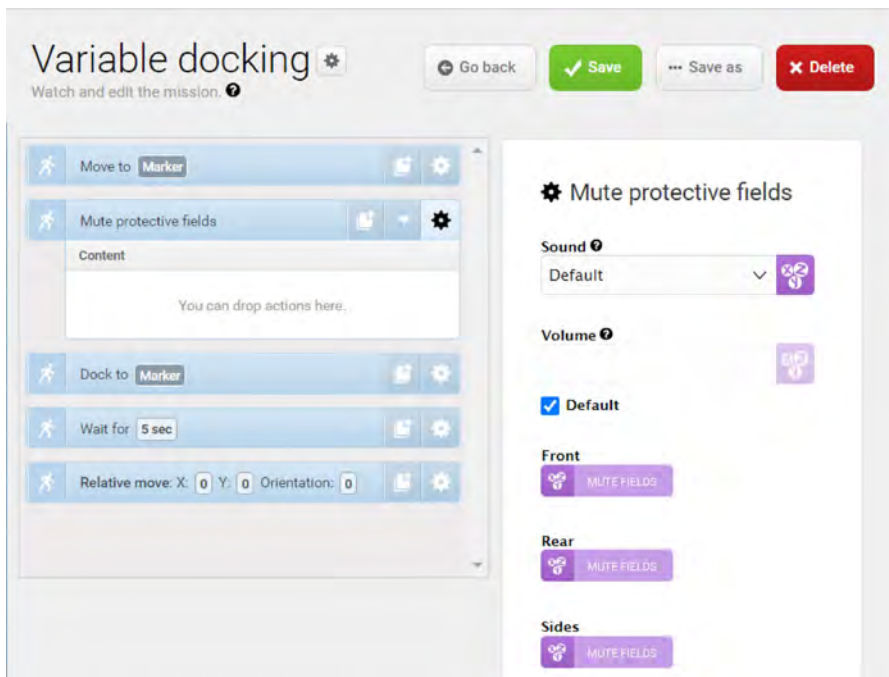 Variable docking
Go back
Save
Save as
Delete
Watch and edit the mission.
Move to Marker
Mute protective fields
Content
You can drop actions here.
Dock to Marker
Wait for 5 sec
Relative move: X: 0 Y: 0 Orientation: 0
Mute protective fields
Sound
Default
Volume
Default
Front
MUTE FIELDS
Rear
MUTE FIELDS
Sides
MUTE FIELDS